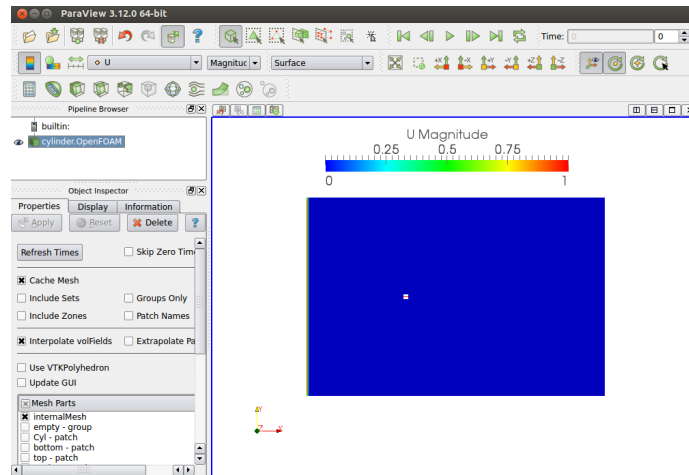 ParaView 3.12.0 64-bit
Time: 0 0
U Magnituc Surface
Pipeline Browser
builtin:
cylinder.OpenFOAM
Object Inspector
Properties Display Information
Apply Reset Delete ?
Refresh Times Skip Zero Time
Cache Mesh
Include Sets Groups Only
Include Zones Patch Names
Interpolate volFields Extrapolate Pa
Use VTKPolyhedron
Update GUI
Mesh Parts
internalMesh
empty - group
Cyl - patch
bottom - patch
top - patch
U Magnitude
0.25 0.5 0.75
0 1
Y
Z X